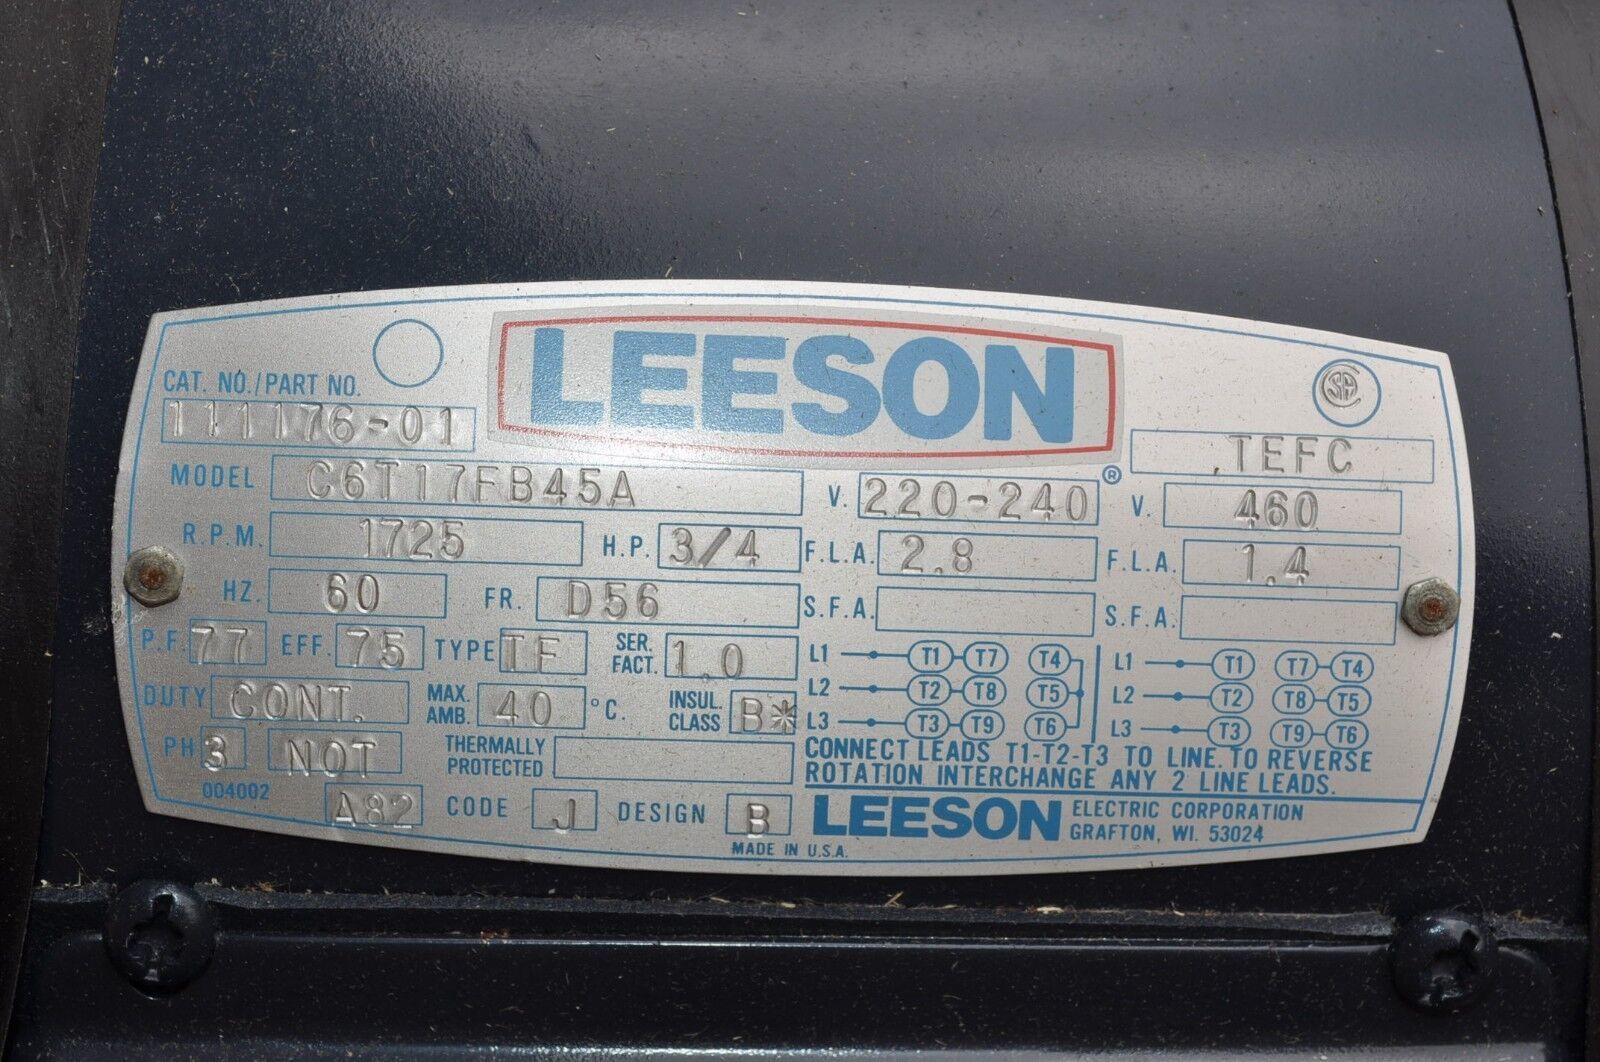 LEESON ®
CSA
CAT. NO./PART NO.
111176-01
TEFC
MODEL C6T17FB45A V. 220-240 V. 460
R.P.M. 1725 H.P. 3/4 F.L.A. 2.8 F.L.A. 1.4
HZ. 60 FR. D56 S.F.A. S.F.A.
P.F. 77 EFF. 75 TYPE TF SER. FACT. 1.0
DUTY CONT. MAX. AMB. 40 °C. INSUL. CLASS B*
PH 3 NOT THERMALLY PROTECTED
004002
A82 CODE J DESIGN B
MADE IN U.S.A.
L1 T1 T7 T4 L1 T1 T7 T4
L2 T2 T8 T5 L2 T2 T8 T5
L3 T3 T9 T6 L3 T3 T9 T6
CONNECT LEADS T1-T2-T3 TO LINE. TO REVERSE
ROTATION INTERCHANGE ANY 2 LINE LEADS.
LEESON ELECTRIC CORPORATION
GRAFTON, WI. 53024